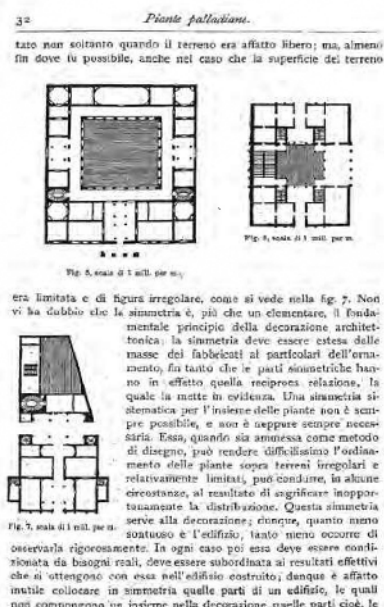 32
Piante palladiane.
tato non soltanto quando il terreno era affatto libero; ma, almeno
fin dove fu possibile, anche nel caso che la superficie del terreno
Fig. 6, scala di 1 mill. per m.
Fig. 5, scala di 1 mill. per m.
era limitata e di figura irregolare, come si vede nella fig. 7. Non
vi ha dubbio che la simmetria è, più che un elementare, il fonda-
mentale principio della decorazione architet-
tonica; la simmetria deve essere estesa dalle
masse dei fabbricati ai particolari dell'orna-
mento, fin tanto che le parti simmetriche han-
no in effetto quella reciproca relazione, la
quale la mette in evidenza. Una simmetria si-
stematica per l'insieme delle piante non è sem-
pre possibile, e non è neppure sempre neces-
saria. Essa, quando sia ammessa come metodo
di disegno, può rendere difficilissimo l'ordina-
mento delle piante sopra terreni irregolari e
relativamente limitati, può condurre, in alcune
circostanze, al resultato di sagrificare inoppor-
tunamente la distribuzione. Questa simmetria
serve alla decorazione; dunque, quanto meno
Fig. 7, scala di 1 mill. per m.
sontuoso è l'edifizio, tanto meno occorre di
osservarla rigorosamente. In ogni caso poi essa deve essere condi-
zionata da bisogni reali, deve essere subordinata ai resultati effettivi
che si ottengono con essa nell'edifizio costruito; dunque è affatto
inutile collocare in simmetria quelle parti di un edifizio, le quali
non compongono un insieme nella decorazione, quelle parti cioè, le